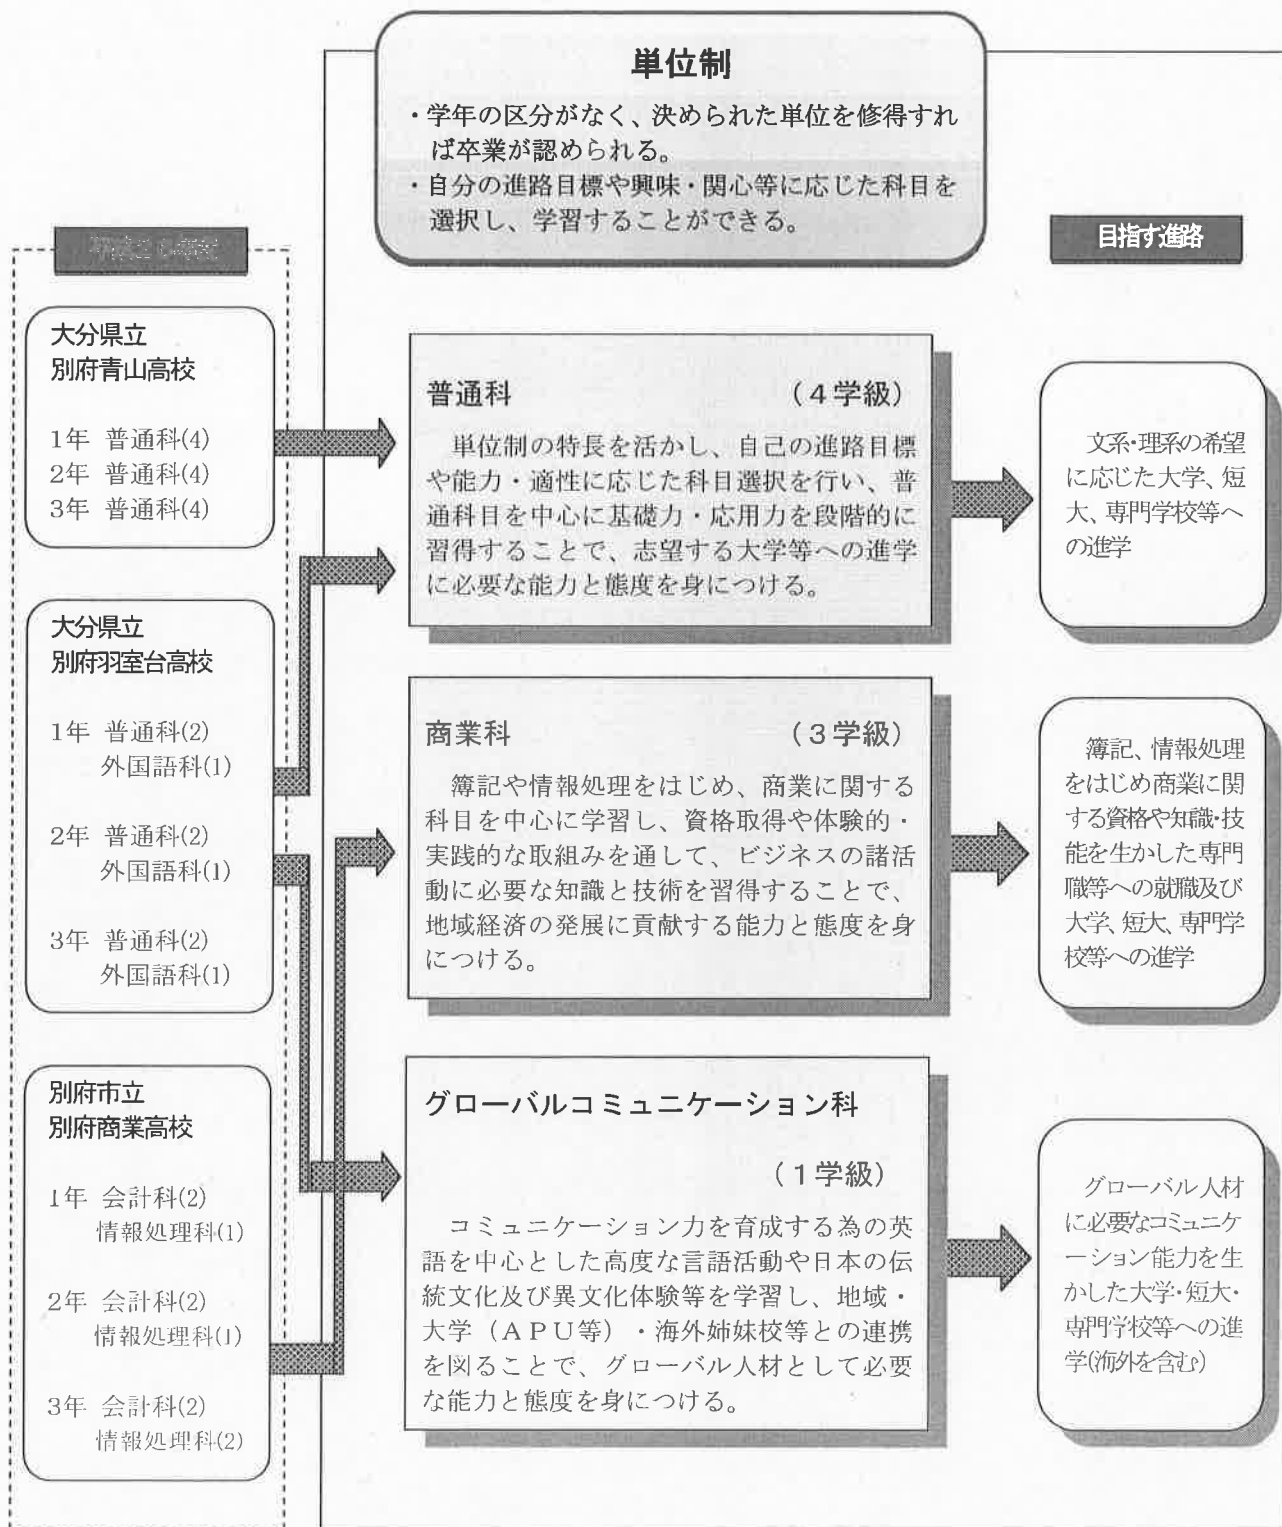 単位制
・学年の区分がなく、決められた単位を修得すれ
ば卒業が認められる。
・自分の進路目標や興味・関心等に応じた科目を
選択し、学習することができる。
目指す進路
大分県立
別府青山高校
1年 普通科(4)
2年 普通科(4)
3年 普通科(4)
大分県立
別府羽室台高校
1年 普通科(2)
外国語科(1)
2年 普通科(2)
外国語科(1)
3年 普通科(2)
外国語科(1)
別府市立
別府商業高校
1年 会計科(2)
情報処理科(1)
2年 会計科(2)
情報処理科(1)
3年 会計科(2)
情報処理科(2)
普通科 (4学級)
単位制の特長を活かし、自己の進路目標
や能力・適性に応じた科目選択を行い、普
通科目を中心に基礎力・応用力を段階的に
習得することで、志望する大学等への進学
に必要な能力と態度を身につける。
商業科 (3学級)
簿記や情報処理をはじめ、商業に関する
科目を中心に学習し、資格取得や体験的・
実践的な取組みを通して、ビジネスの諸活
動に必要な知識と技術を習得することで、
地域経済の発展に貢献する能力と態度を身
につける。
グローバルコミュニケーション科
(1学級)
コミュニケーション力を育成する為の英
語を中心とした高度な言語活動や日本の伝
統文化及び異文化体験等を学習し、地域・
大学（ＡＰＵ等）・海外姉妹校等との連携
を図ることで、グローバル人材として必要
な能力と態度を身につける。
文系・理系の希望
に応じた大学、短
大、専門学校等へ
の進学
簿記、情報処理
をはじめ商業に関
する資格や知識・技
能を生かした専門
職等への就職及び
大学、短大、専門学
校等への進学
グローバル人材
に必要なコミュニケ
ーション能力を生
かした大学・短大・
専門学校等への進
学(海外を含む)